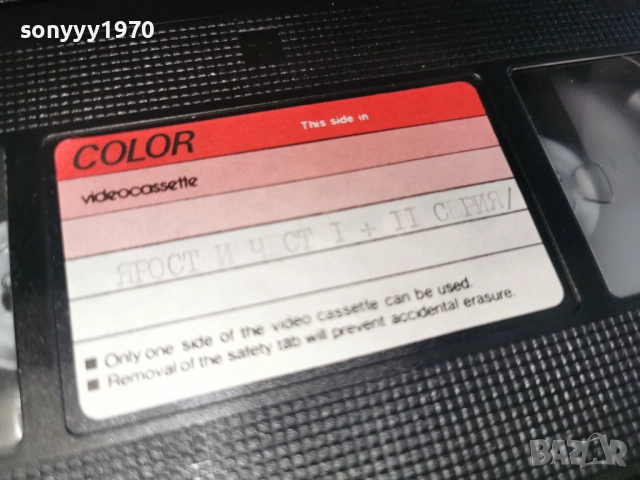 sonyyy1970
COLOR
This side in
videocassette
ЯРОСТ И ЧЕСТ I + II СЕРИЯ/
■ Only one side of the video cassette can be used.
■ Removal of the safety tab will prevent accidental erasure.
BAZAR